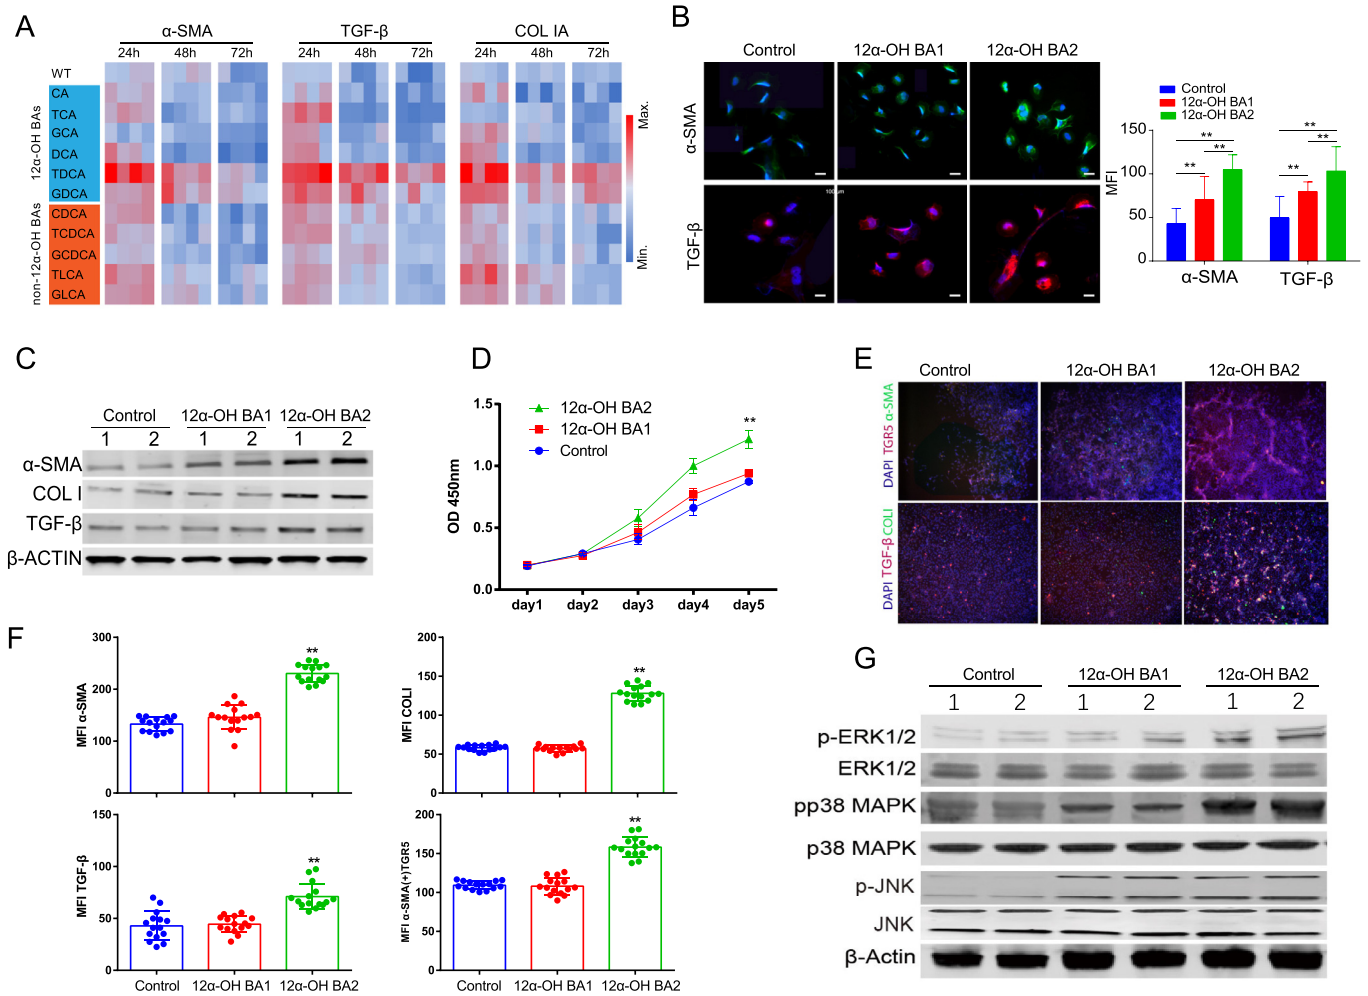 A
α-SMA
TGF-β
COL IA
24h 48h 72h
24h 48h 72h
24h 48h 72h
12α-OH BAs
non-12α-OH BAs
WT
CA
TCA
GCA
DCA
TDCA
GDCA
CDCA
TCDCA
GCDCA
TLCA
GLCA
Max.
Min.
B
Control
12α-OH BA1
12α-OH BA2
α-SMA
TGF-β
100μm
Control
12α-OH BA1
12α-OH BA2
MFI
150
100
50
0
**
**
**
**
**
**
α-SMA
TGF-β
C
Control 12α-OH BA1 12α-OH BA2
1 2 1 2 1 2
α-SMA
COL I
TGF-β
β-ACTIN
D
12α-OH BA2
12α-OH BA1
Control
**
OD 450nm
1.5
1.0
0.5
0.0
day1 day2 day3 day4 day5
E
Control
12α-OH BA1
12α-OH BA2
DAPI TGR5 α-SMA
DAPI TGF-β COLI
F
MFI α-SMA
300
200
100
0
**
MFI COLI
200
150
100
50
0
**
MFI TGF-β
150
100
50
0
**
Control 12α-OH BA1 12α-OH BA2
MFI α-SMA(+)TGR5
200
150
100
50
0
**
Control 12α-OH BA1 12α-OH BA2
G
Control 12α-OH BA1 12α-OH BA2
1 2 1 2 1 2
p-ERK1/2
ERK1/2
pp38 MAPK
p38 MAPK
p-JNK
JNK
β-Actin